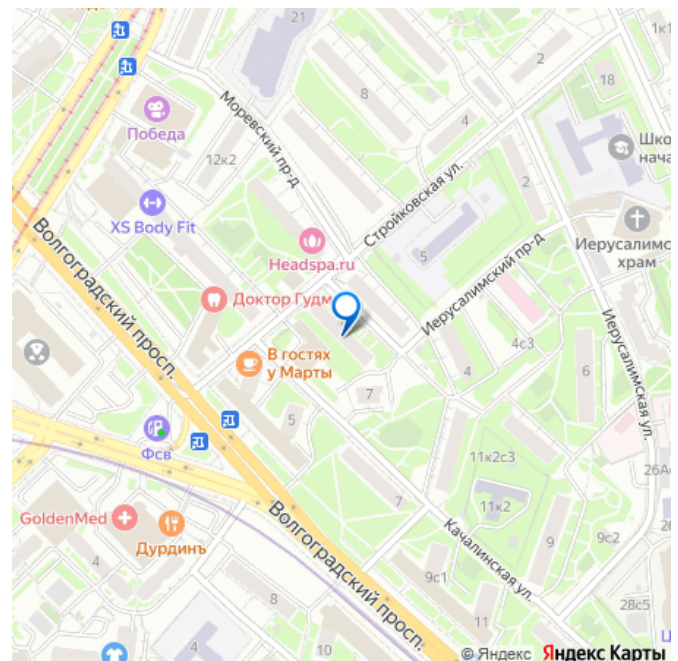 21
1к1
2
18
Моревский пр-д
8
Победа
4
Шко
нача
12к2
Стройковская ул.
2
XS Body Fit
Волгоградский просп.
5
Headspa.ru
Иерусалимс
храм
Иерусалимский пр-д
Доктор Гудм
4с3
В гостях
у Марты
4
6
Иерусалимская ул.
7
5
Фсв
11к2с3
26А
GoldenMed
7
11к2
Дурдинъ
Волгоградский просп.
Качалинская ул.
4
9
9с2
8
9с1
28с5
4
11
© Яндекс Яндекс Карты